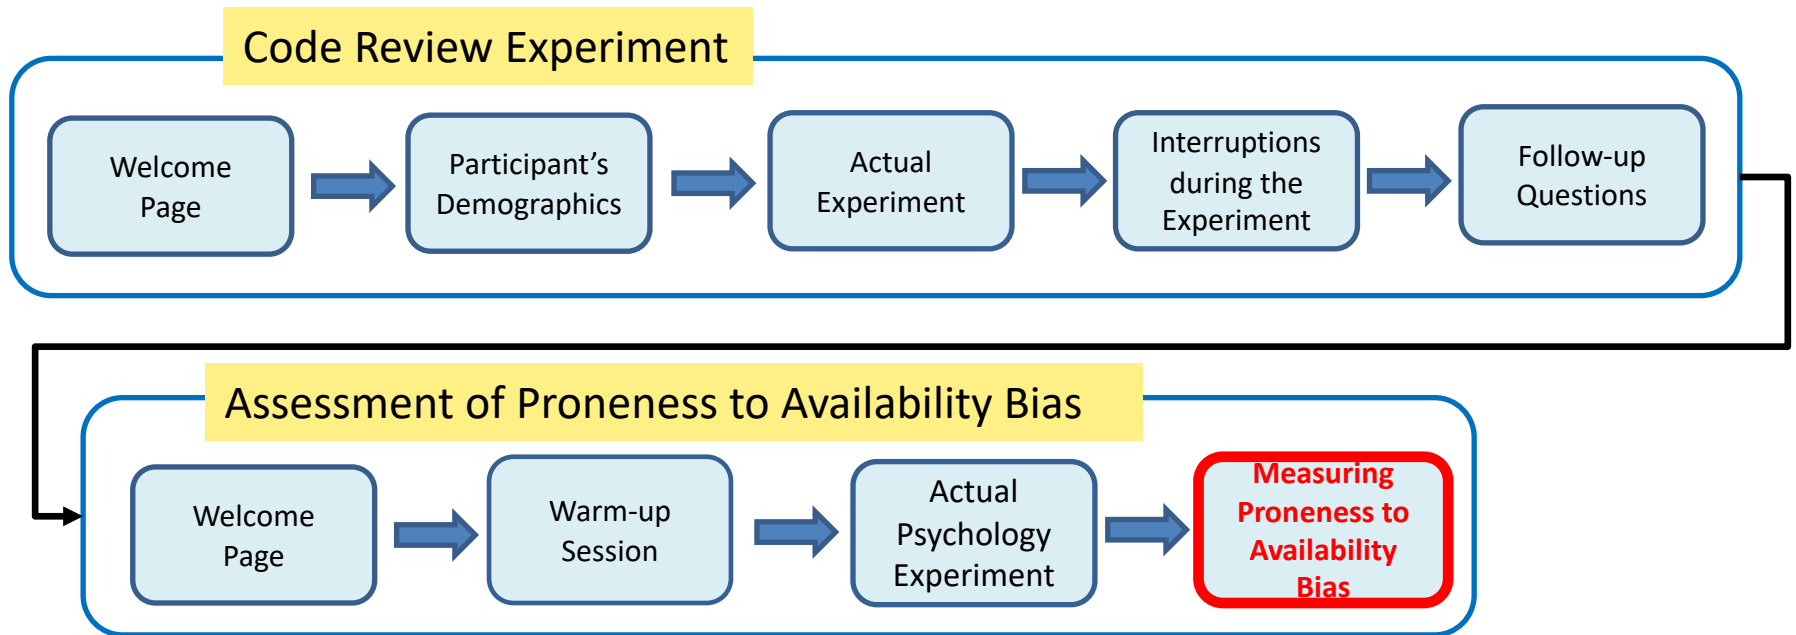 Code Review Experiment
Welcome
Page
Participant’s
Demographics
Actual
Experiment
Interruptions
during the
Experiment
Follow-up
Questions
Assessment of Proneness to Availability Bias
Welcome
Page
Warm-up
Session
Actual
Psychology
Experiment
Measuring
Proneness to
Availability
Bias